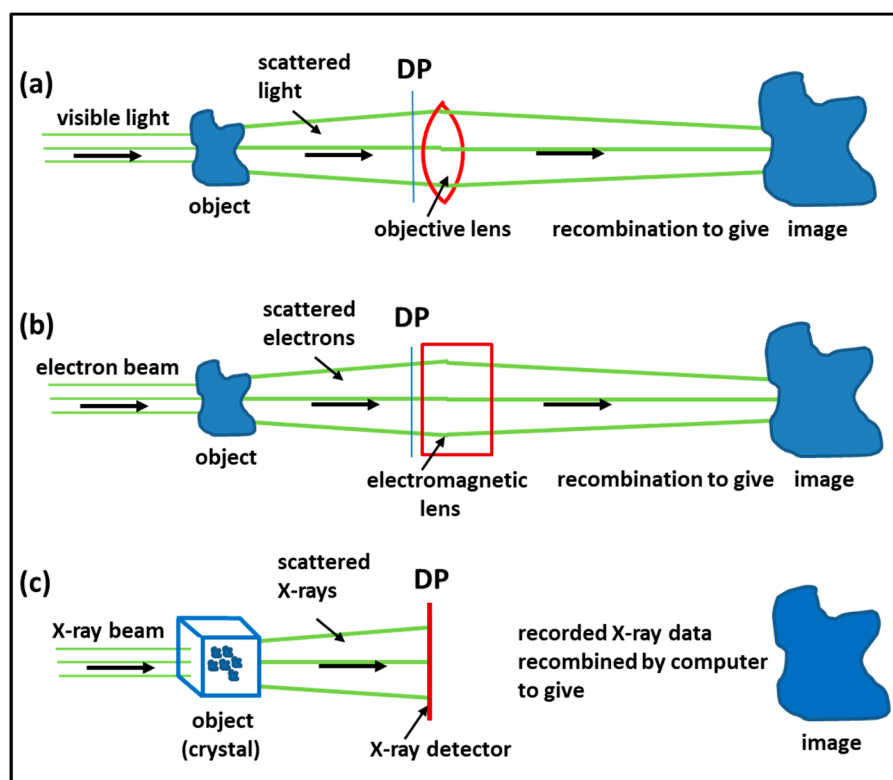 (a)
scattered
light
DP
visible light
object
objective lens
recombination to give
image
(b)
scattered
electrons
DP
electron beam
object
electromagnetic
lens
recombination to give
image
(c)
scattered
X-rays
DP
X-ray beam
recorded X-ray data
recombined by computer
to give
object
(crystal)
X-ray detector
image